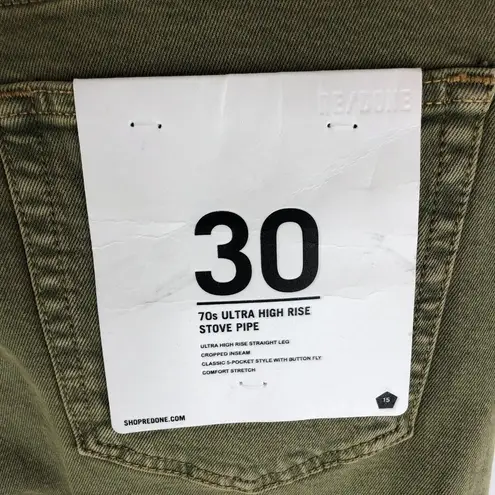 RE/DONE
30
70s ULTRA HIGH RISE
STOVE PIPE
ULTRA HIGH RISE STRAIGHT LEG
CROPPED INSEAM
CLASSIC 5-POCKET STYLE WITH BUTTON FLY
COMFORT STRETCH
SHOPREDONE.COM
15